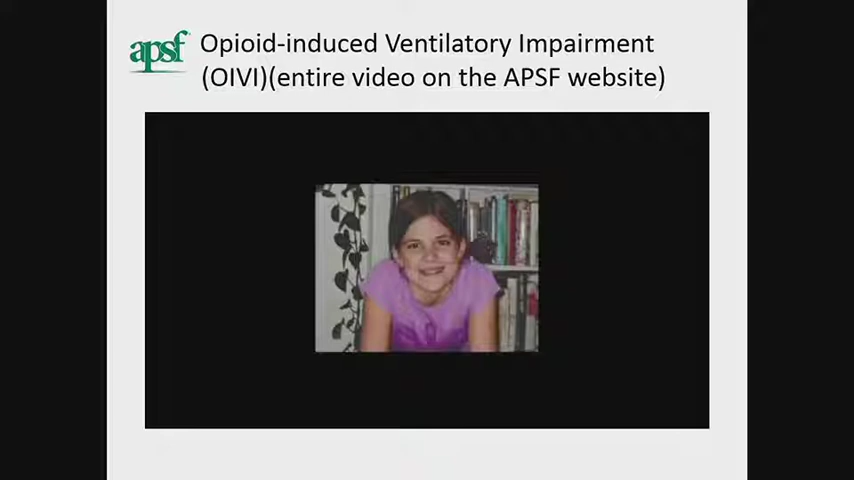 apsf
Opioid-induced Ventilatory Impairment
(OIVI)(entire video on the APSF website)